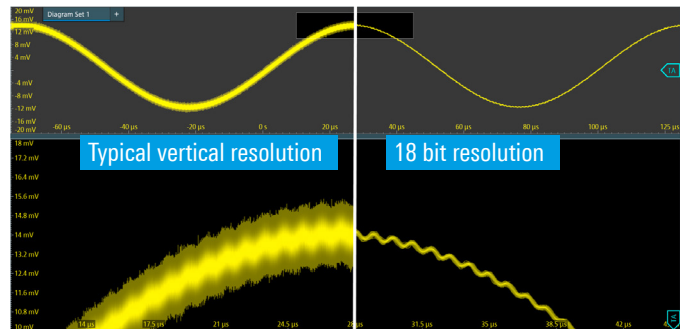 20 mV
Diagram Set 1 +
16 mV
12 mV
8 mV
4 mV
-4 mV
-8 mV
-12 mV
-16 mV
-20 mV
-60 µs -40 µs -20 µs 0 s 20 µs 40 µs 60 µs 80 µs 100 µs 125 µs
1A
18 mV
Typical vertical resolution 18 bit resolution
17.2 mV
16.4 mV
15.6 mV
14.8 mV
14 mV
13.2 mV
12.4 mV
11.6 mV
10.8 mV
10 mV
14 µs 17.5 µs 21 µs 24.5 µs 31.5 µs 35 µs 38.5 µs 42 µs